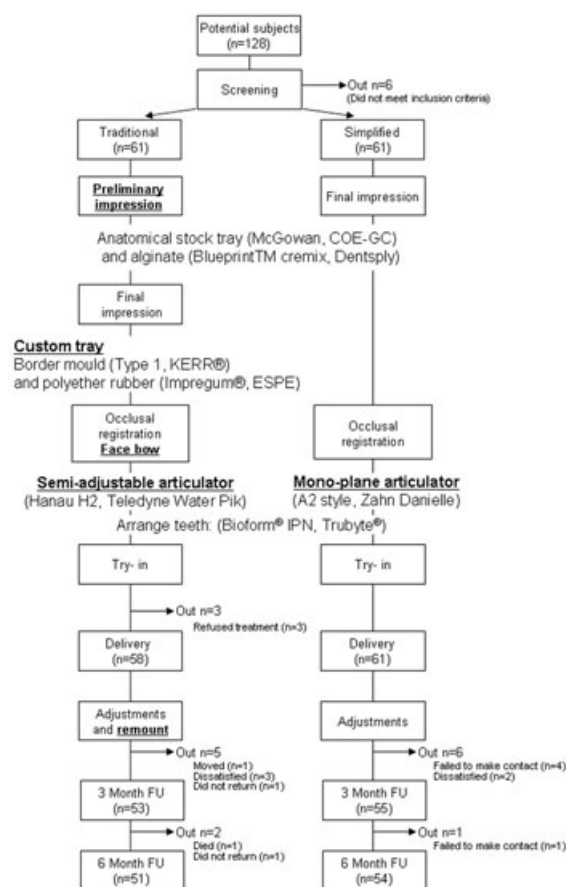 Potential subjects
(n=128)
Screening
Out n=6
(Did not meet inclusion criteria)
Traditional
(n=61)
Simplified
(n=61)
Preliminary
impression
Final impression
Anatomical stock tray (McGowan, COE-GC)
and alginate (BlueprintTM cremix, Dentsply)
Final
impression
Custom tray
Border mould (Type 1, KERR®)
and polyether rubber (Impregum®, ESPE)
Occlusal
registration
Face bow
Occlusal
registration
Semi-adjustable articulator
(Hanau H2, Teledyne Water Pik)
Mono-plane articulator
(A2 style, Zahn Danielle)
Arrange teeth: (Bioform® IPN, Trubyte®)
Try- in
Try- in
Out n=3
Refused treatment (n=3)
Delivery
(n=58)
Delivery
(n=61)
Adjustments
and remount
Adjustments
Out n=5
Moved (n=1)
Dissatisfied (n=3)
Did not return (n=1)
Out n=6
Failed to make contact (n=4)
Dissatisfied (n=2)
3 Month FU
(n=53)
3 Month FU
(n=55)
Out n=2
Died (n=1)
Did not return (n=1)
Out n=1
Failed to make contact (n=1)
6 Month FU
(n=51)
6 Month FU
(n=54)